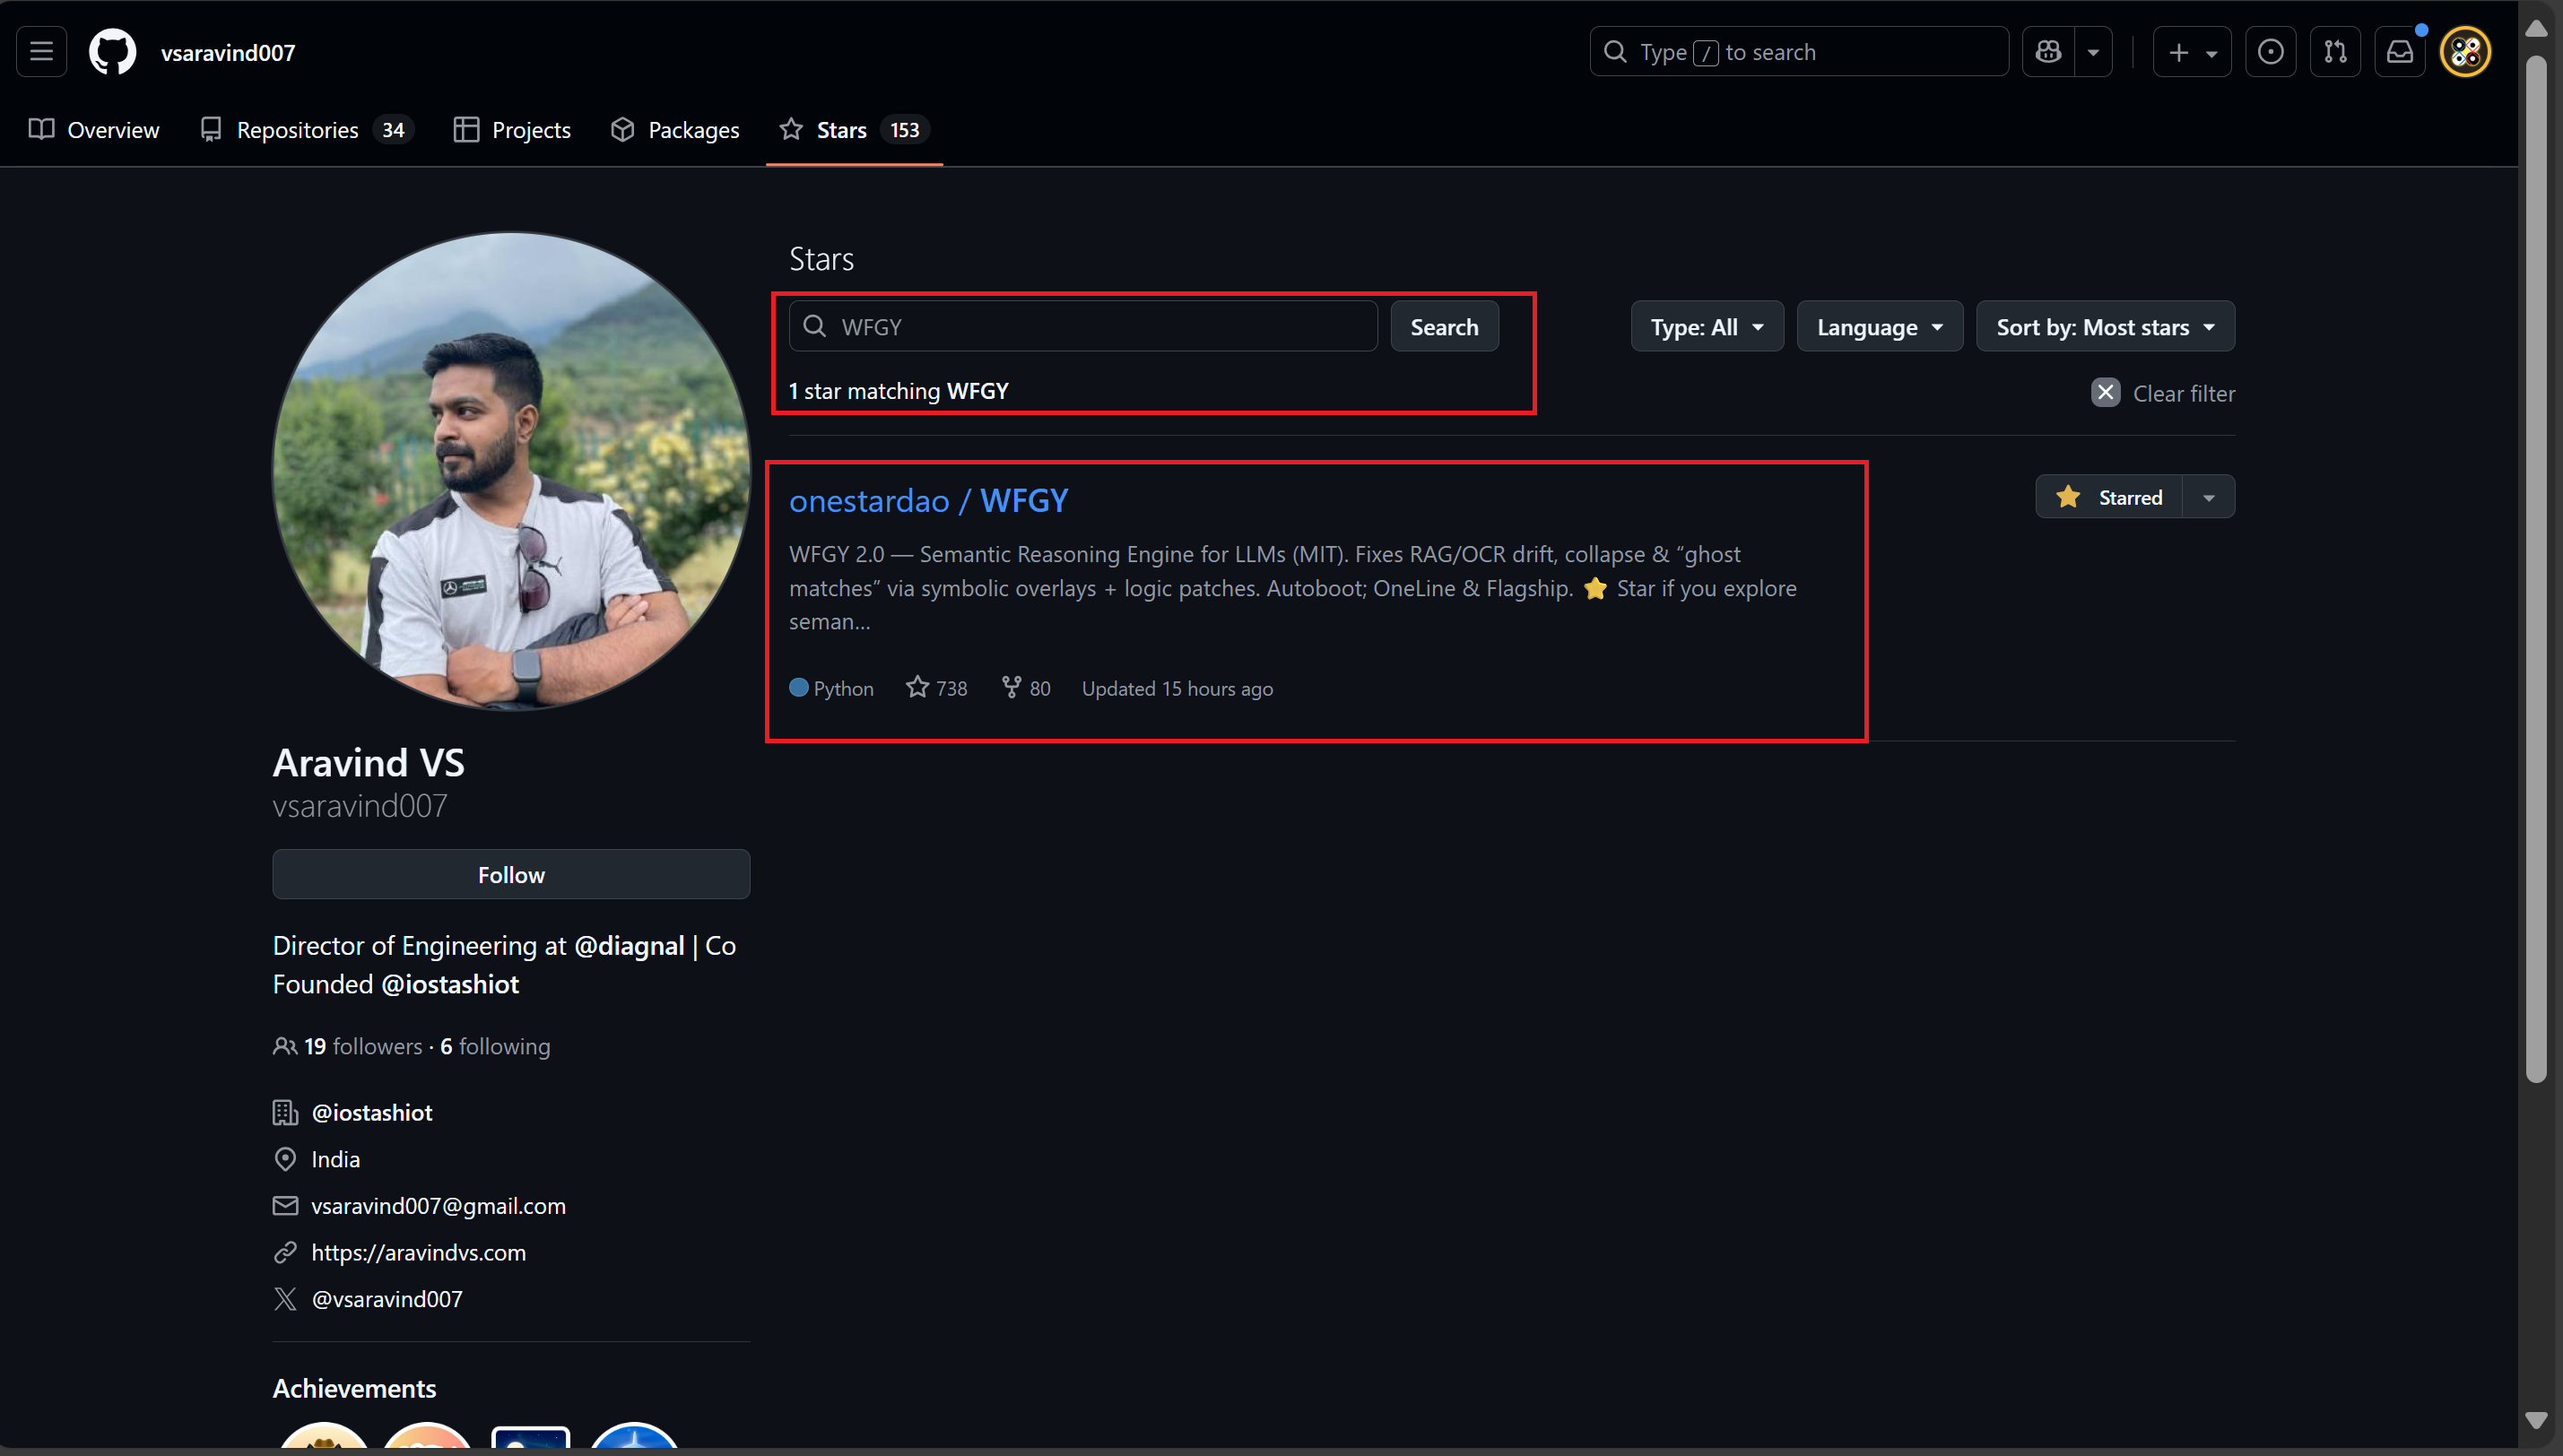 vsaravind007
Type / to search
Overview
Repositories 34
Projects
Packages
Stars 153
Stars
WFGY
Search
Type: All
Language
Sort by: Most stars
1 star matching WFGY
Clear filter
onestardao / WFGY
Starred
WFGY 2.0 — Semantic Reasoning Engine for LLMs (MIT). Fixes RAG/OCR drift, collapse & “ghost
matches” via symbolic overlays + logic patches. Autoboot; OneLine & Flagship. ⭐ Star if you explore
seman...
Python 738 80 Updated 15 hours ago
Aravind VS
vsaravind007
Follow
Director of Engineering at @diagnal | Co
Founded @iostashiot
19 followers · 6 following
@iostashiot
India
vsaravind007@gmail.com
https://aravindvs.com
@vsaravind007
Achievements